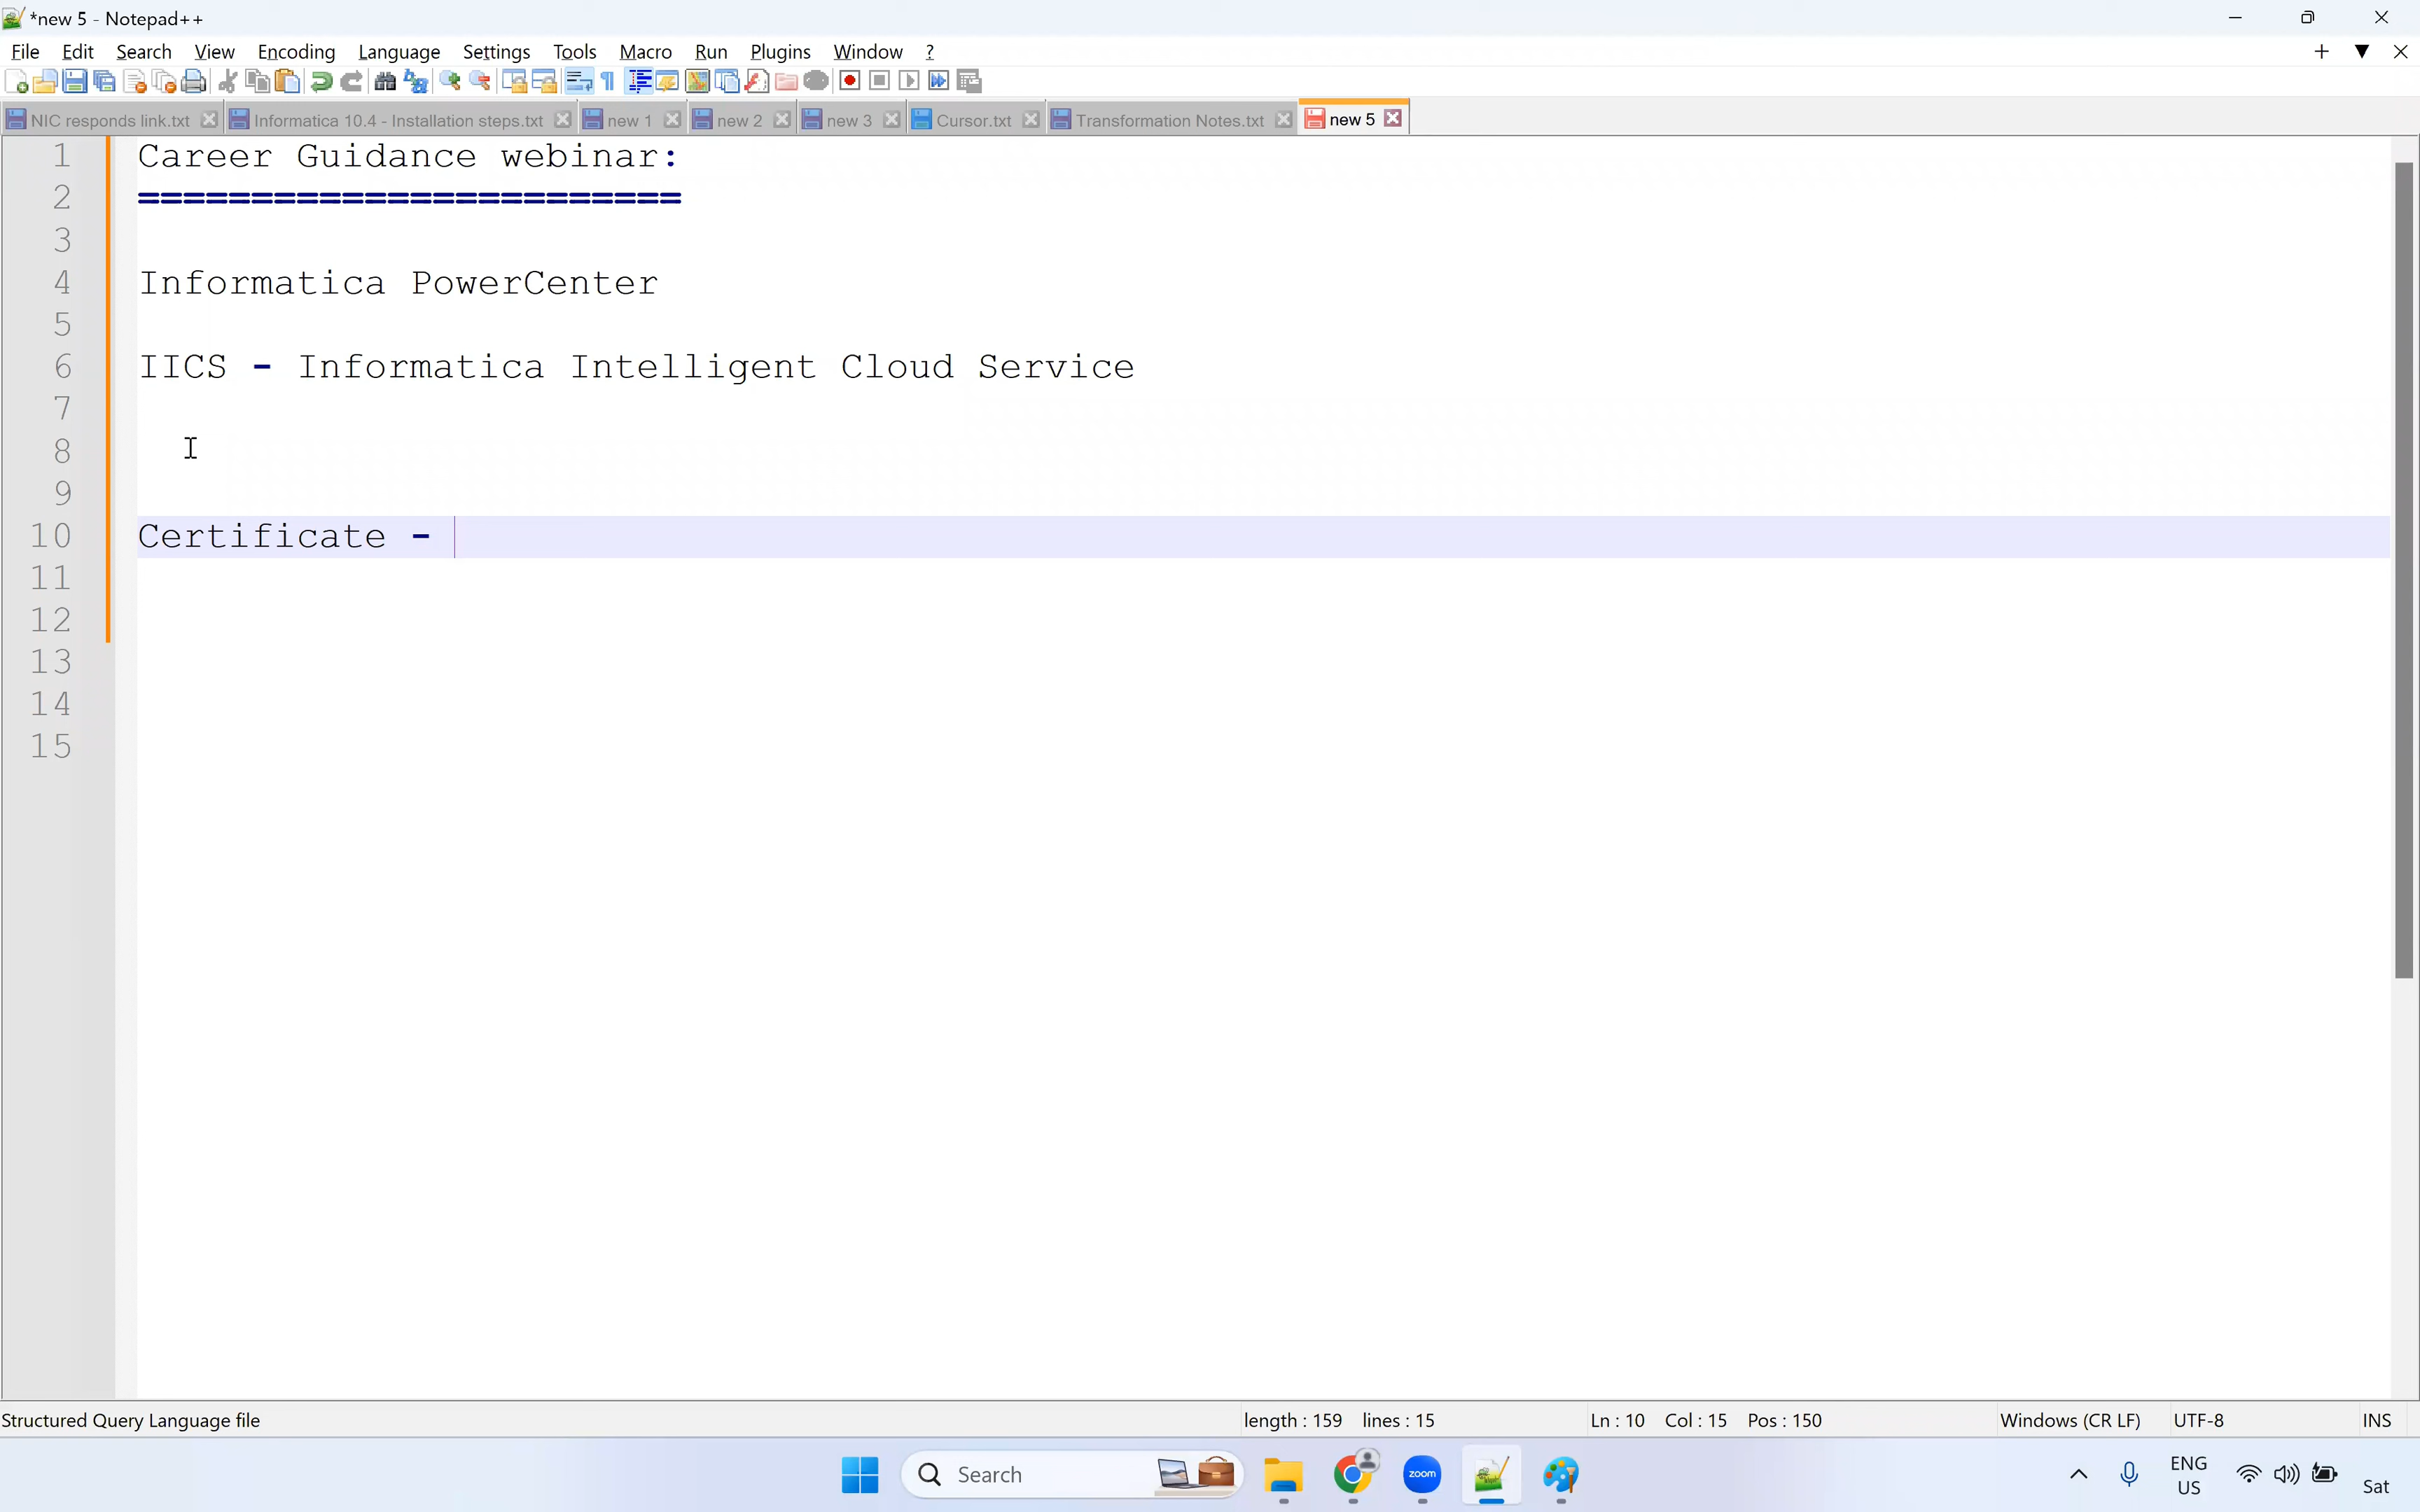 *new 5 - Notepad++
File Edit Search View Encoding Language Settings Tools Macro Run Plugins Window ?
NIC responds link.txt Informatica 10.4 - Installation steps.txt new 1 new 2 new 3 Cursor.txt Transformation Notes.txt new 5
1 Career Guidance webinar:
2 ========================
3
4 Informatica PowerCenter
5
6 IICS - Informatica Intelligent Cloud Service
7
8
9
10 Certificate -
11
12
13
14
15
Structured Query Language file length : 159 lines : 15 Ln : 10 Col : 15 Pos : 150 Windows (CR LF) UTF-8 INS
Search zoom ENG
US Sat